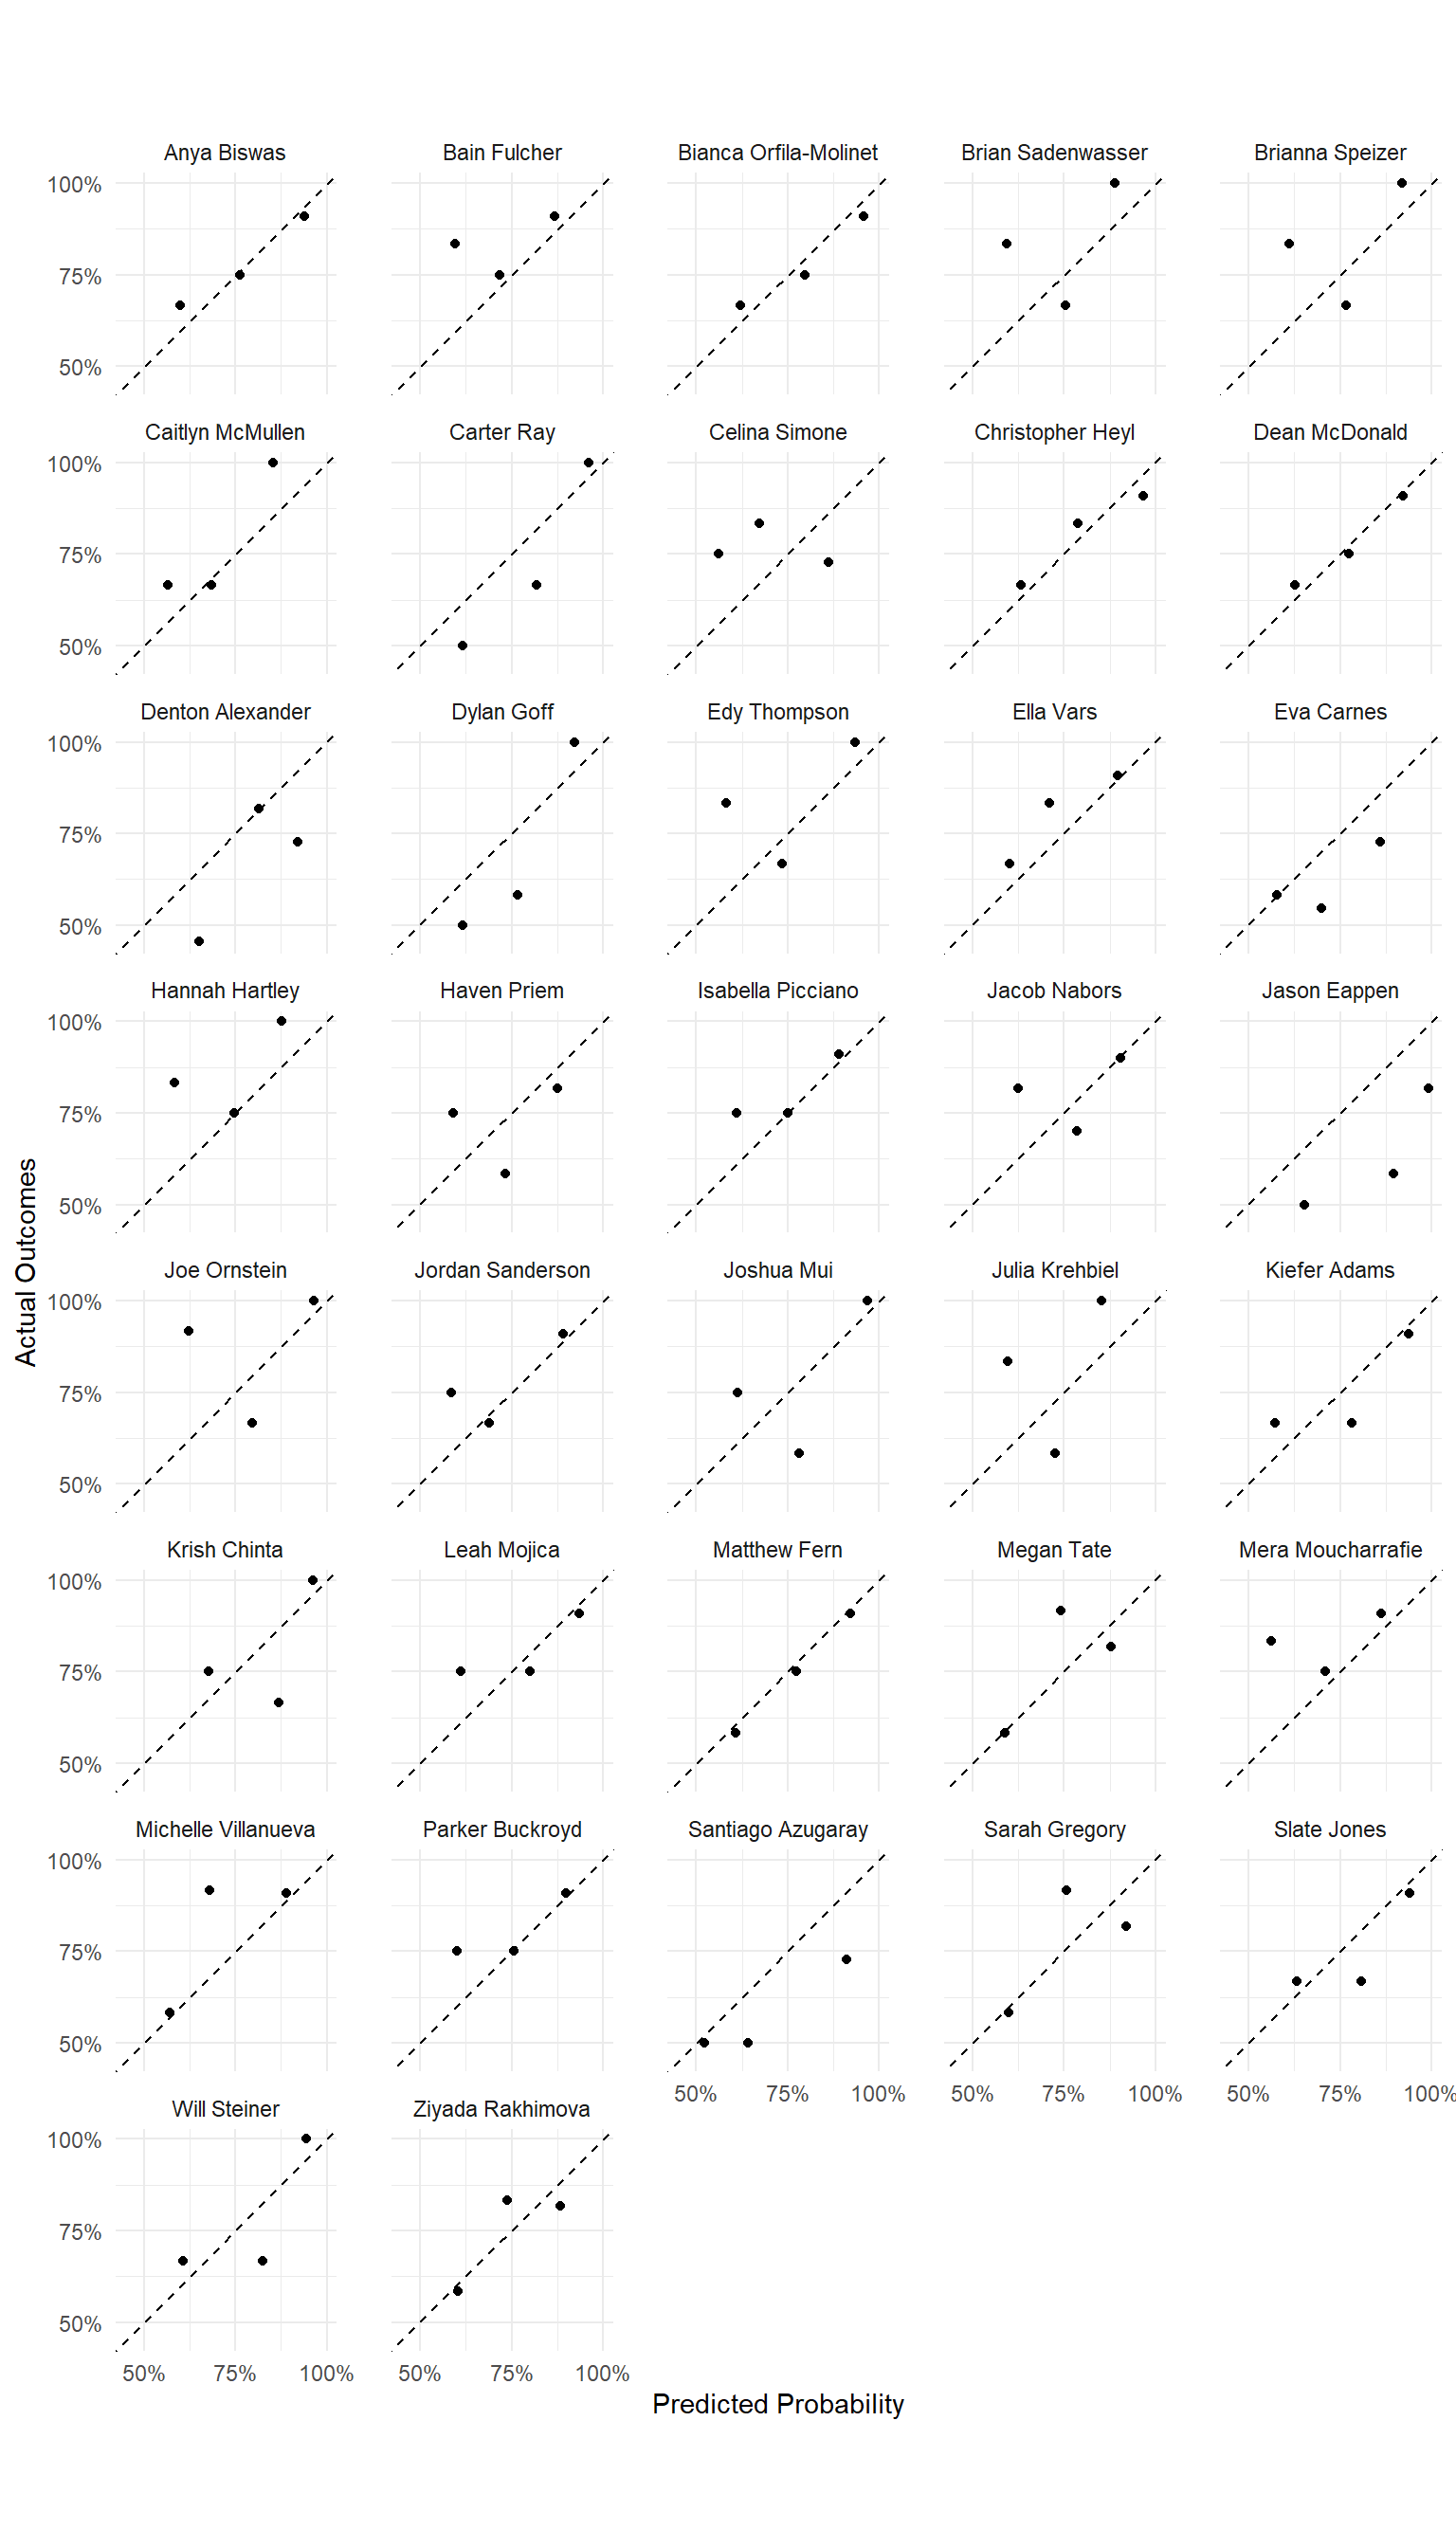 Anya Biswas
Bain Fulcher
Bianca Orfila-Molinet
Brian Sadenwasser
Brianna Speizer
100%
75%
50%
Caitlyn McMullen
Carter Ray
Celina Simone
Christopher Heyl
Dean McDonald
100%
75%
50%
Denton Alexander
Dylan Goff
Edy Thompson
Ella Vars
Eva Carnes
100%
75%
50%
Hannah Hartley
Haven Priem
Isabella Picciano
Jacob Nabors
Jason Eappen
100%
75%
50%
Actual Outcomes
Joe Ornstein
Jordan Sanderson
Joshua Mui
Julia Krehbiel
Kiefer Adams
100%
75%
50%
Krish Chinta
Leah Mojica
Matthew Fern
Megan Tate
Mera Moucharrafie
100%
75%
50%
Michelle Villanueva
Parker Buckroyd
Santiago Azugaray
Sarah Gregory
Slate Jones
100%
75%
50%
50% 75% 100%
50% 75% 100%
50% 75% 100%
Will Steiner
Ziyada Rakhimova
100%
75%
50%
50% 75% 100%
50% 75% 100%
Predicted Probability